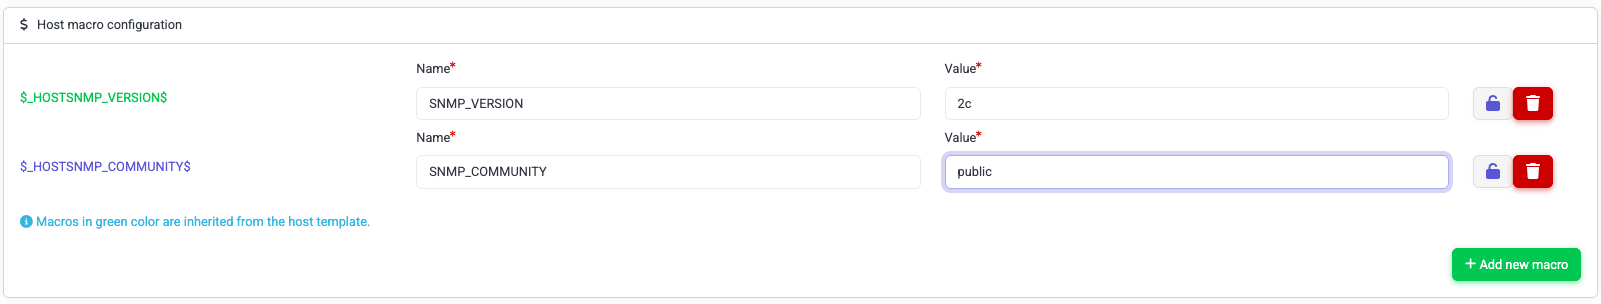 $ Host macro configuration
Name* Value*
$_HOSTSNMP_VERSION$ SNMP_VERSION 2c
Name* Value*
$_HOSTSNMP_COMMUNITY$ SNMP_COMMUNITY public
Macros in green color are inherited from the host template.
+ Add new macro